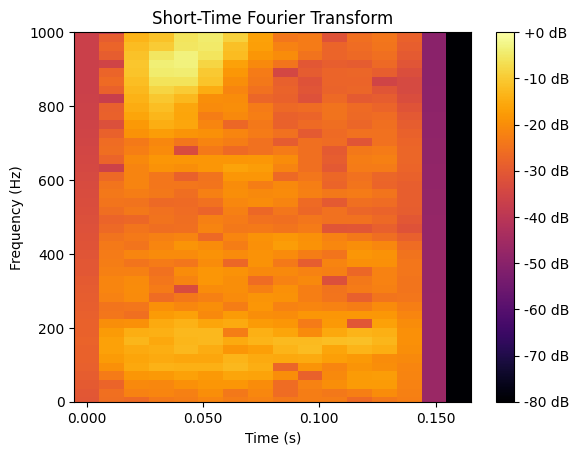 Short-Time Fourier Transform
1000
800
600
400
200
0
Frequency (Hz)
0.000
0.050
0.100
0.150
Time (s)
+0 dB
-10 dB
-20 dB
-30 dB
-40 dB
-50 dB
-60 dB
-70 dB
-80 dB